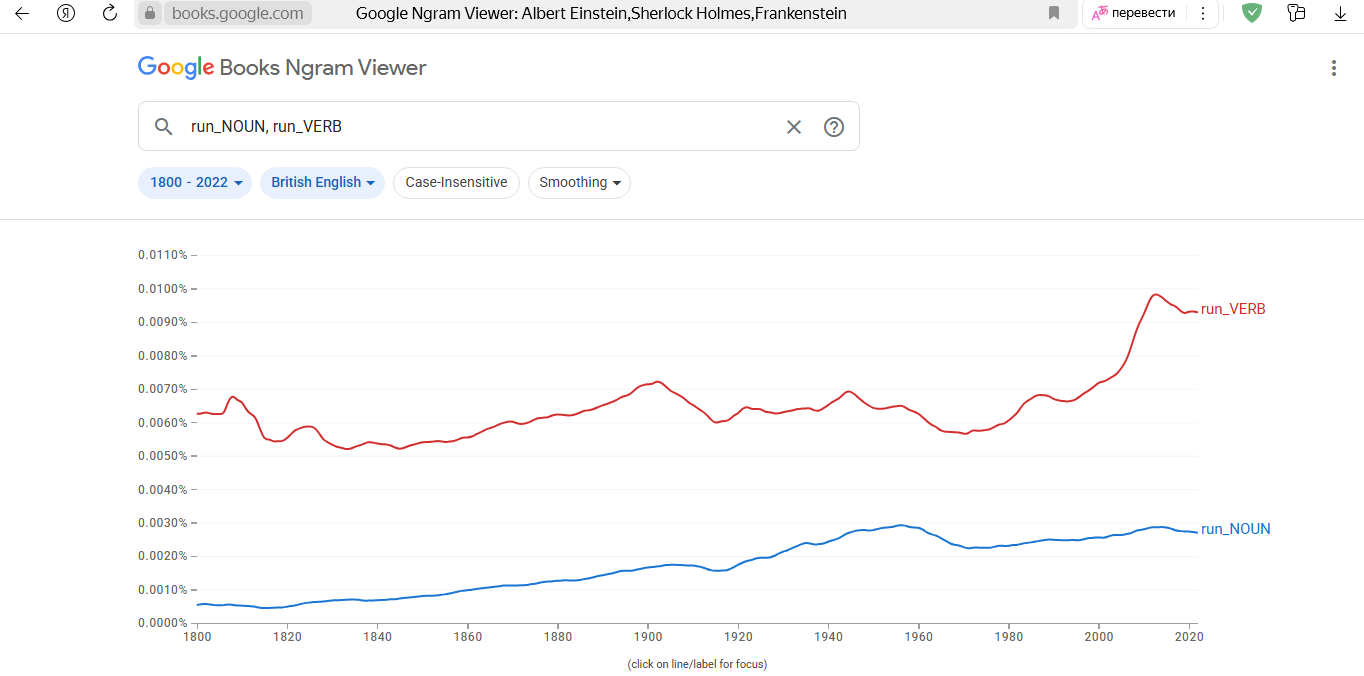 books.google.com Google Ngram Viewer: Albert Einstein,Sherlock Holmes,Frankenstein перевести
Google Books Ngram Viewer
run_NOUN, run_VERB
1800 - 2022 British English Case-Insensitive Smoothing
0.0110%
0.0100%
0.0090%
0.0080%
0.0070%
0.0060%
0.0050%
0.0040%
0.0030%
0.0020%
0.0010%
0.0000%
run_VERB
run_NOUN
1800 1820 1840 1860 1880 1900 1920 1940 1960 1980 2000 2020
(click on line/label for focus)